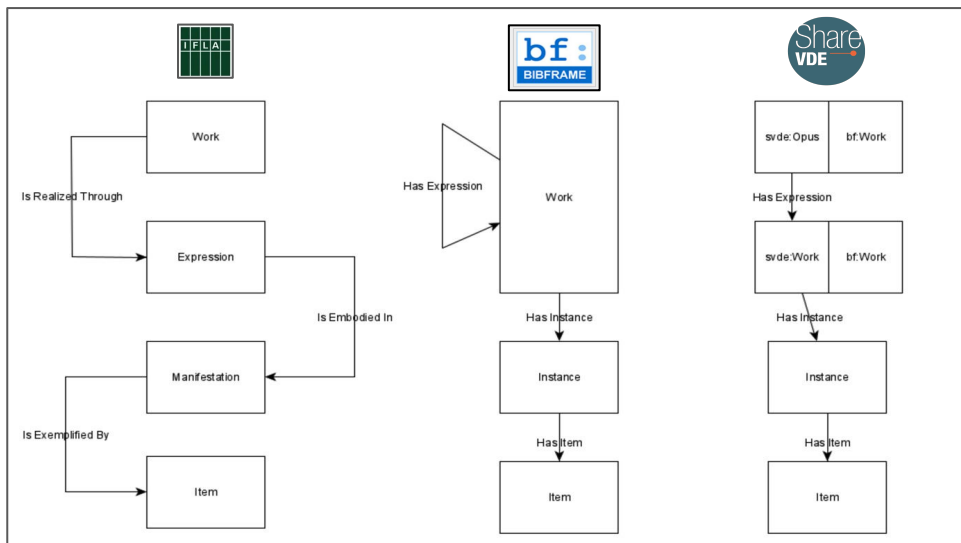 IFLA
Work
Is Realized Through
Expression
Is Embodied In
Manifestation
Is Exemplified By
Item
bf:
BIBFRAME
Has Expression
Work
Has Instance
Instance
Has Item
Item
Share
VDE
svde:Opus bf:Work
Has Expression
svde:Work bf:Work
Has Instance
Instance
Has Item
Item